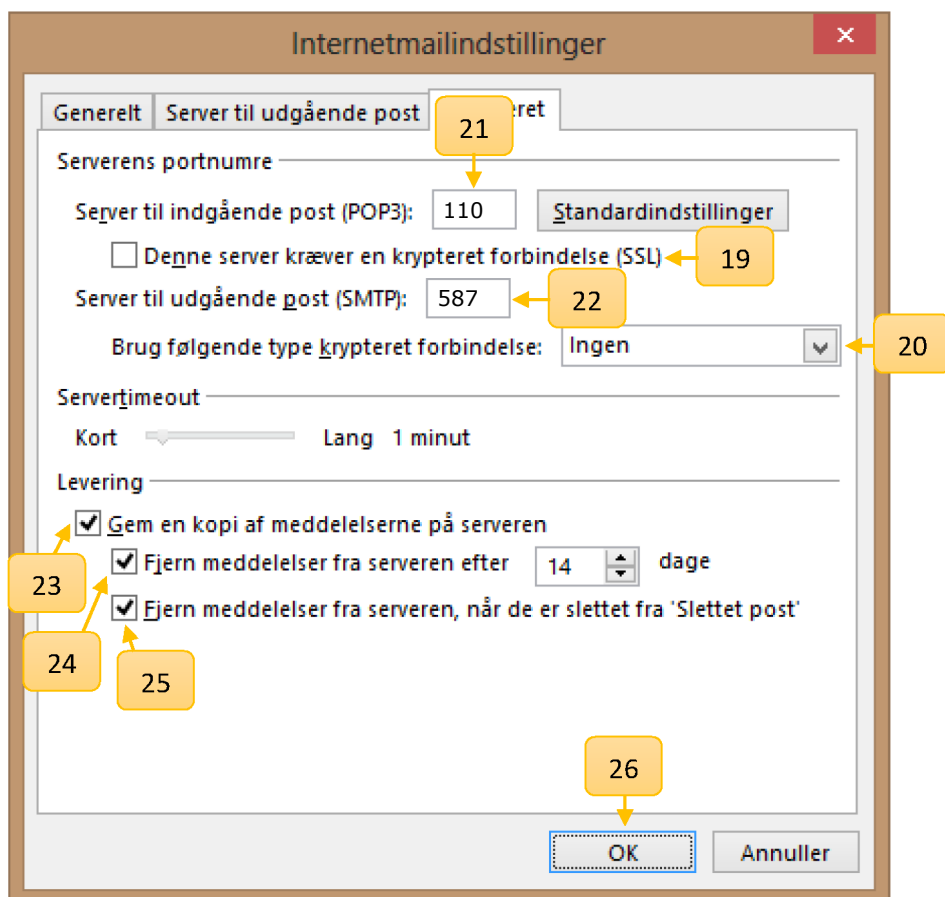 Internetmailindstillinger
Generelt Server til udgående post ret
21
Serverens portnumre
Server til indgående post (POP3): 110 Standardindstillinger
Denne server kræver en krypteret forbindelse (SSL) 19
Server til udgående post (SMTP): 587 22
Brug følgende type krypteret forbindelse: Ingen 20
Servertimeout
Kort Lang 1 minut
Levering
Gem en kopi af meddelelserne på serveren
23 Fjern meddelelser fra serveren efter 14 dage
Fjern meddelelser fra serveren, når de er slettet fra 'Slettet post'
24 25
26
OK Annuller